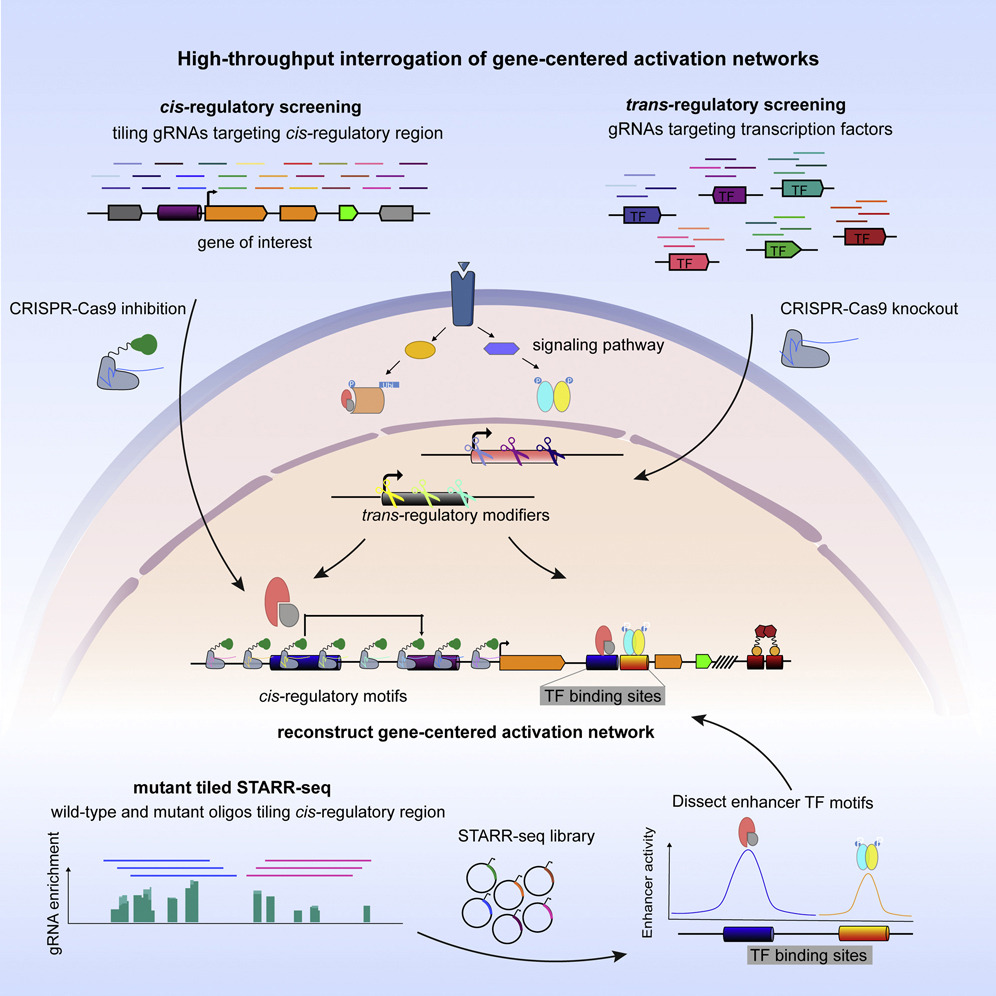 High-throughput interrogation of gene-centered activation networks
cis-regulatory screening
tiling gRNAs targeting cis-regulatory region
trans-regulatory screening
gRNAs targeting transcription factors
TF
TF
TF
TF
TF
TF
gene of interest
CRISPR-Cas9 inhibition
CRISPR-Cas9 knockout
signaling pathway
P
Ubi
P
P
trans-regulatory modifiers
cis-regulatory motifs
TF binding sites
reconstruct gene-centered activation network
mutant tiled STARR-seq
wild-type and mutant oligos tiling cis-regulatory region
gRNA enrichment
STARR-seq library
Dissect enhancer TF motifs
Enhancer activity
TF binding sites